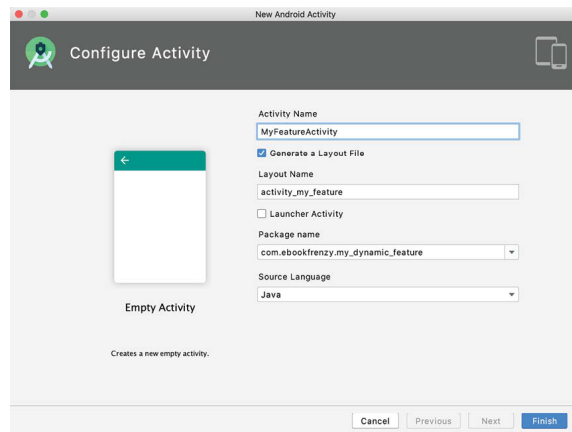 New Android Activity
Configure Activity
Activity Name
MyFeatureActivity
Generate a Layout File
Layout Name
activity_my_feature
Launcher Activity
Package name
com.ebookfrenzy.my_dynamic_feature
Source Language
Java
Empty Activity
Creates a new empty activity.
Cancel Previous Next Finish